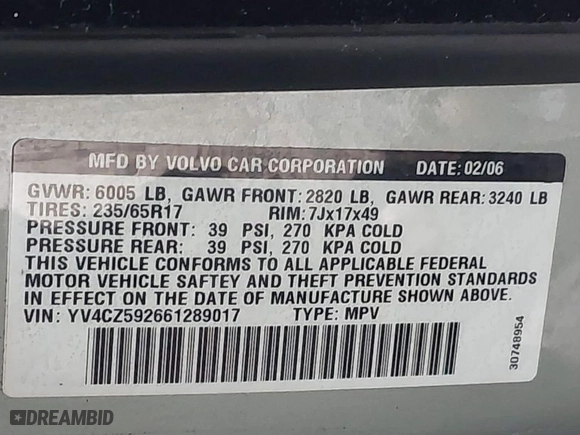 MFD BY VOLVO CAR CORPORATION DATE: 02/06
GVWR: 6005 LB, GAWR FRONT: 2820 LB, GAWR REAR: 3240 LB
TIRES: 235/65R17 RIM: 7Jx17x49
PRESSURE FRONT: 39 PSI, 270 KPA COLD
PRESSURE REAR: 39 PSI, 270 KPA COLD
THIS VEHICLE CONFORMS TO ALL APPLICABLE FEDERAL
MOTOR VEHICLE SAFTEY AND THEFT PREVENTION STANDARDS
IN EFFECT ON THE DATE OF MANUFACTURE SHOWN ABOVE.
VIN: YV4CZ592661289017 TYPE: MPV
30748954
DREAMBID